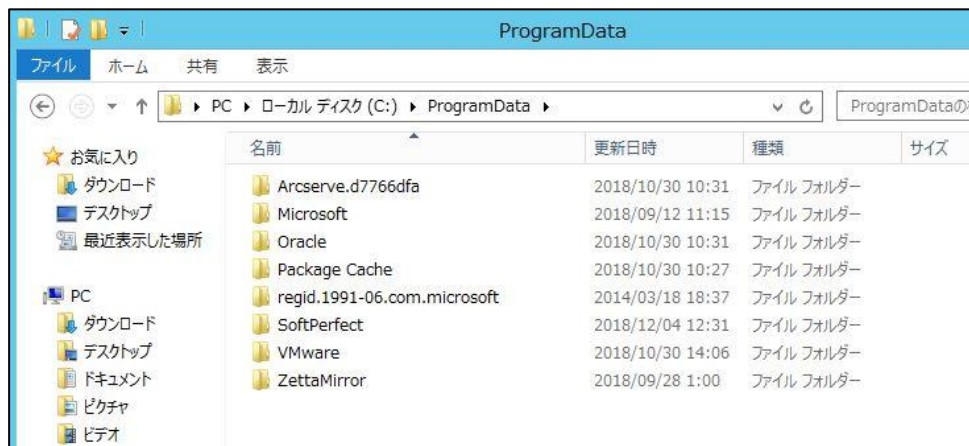 ProgramData
ファイル ホーム 共有 表示
PC ローカル ディスク (C:) ProgramData ProgramDataの
名前 更新日時 種類 サイズ
お気に入り
ダウンロード
デスクトップ
最近表示した場所
PC
ダウンロード
デスクトップ
ドキュメント
ピクチャ
ビデオ
Arcserve.d7766dfa 2018/10/30 10:31 ファイル フォルダー
Microsoft 2018/09/12 11:15 ファイル フォルダー
Oracle 2018/10/30 10:31 ファイル フォルダー
Package Cache 2018/10/30 10:27 ファイル フォルダー
regid.1991-06.com.microsoft 2014/03/18 18:37 ファイル フォルダー
SoftPerfect 2018/12/04 12:31 ファイル フォルダー
VMware 2018/10/30 14:06 ファイル フォルダー
ZettaMirror 2018/09/28 1:00 ファイル フォルダー